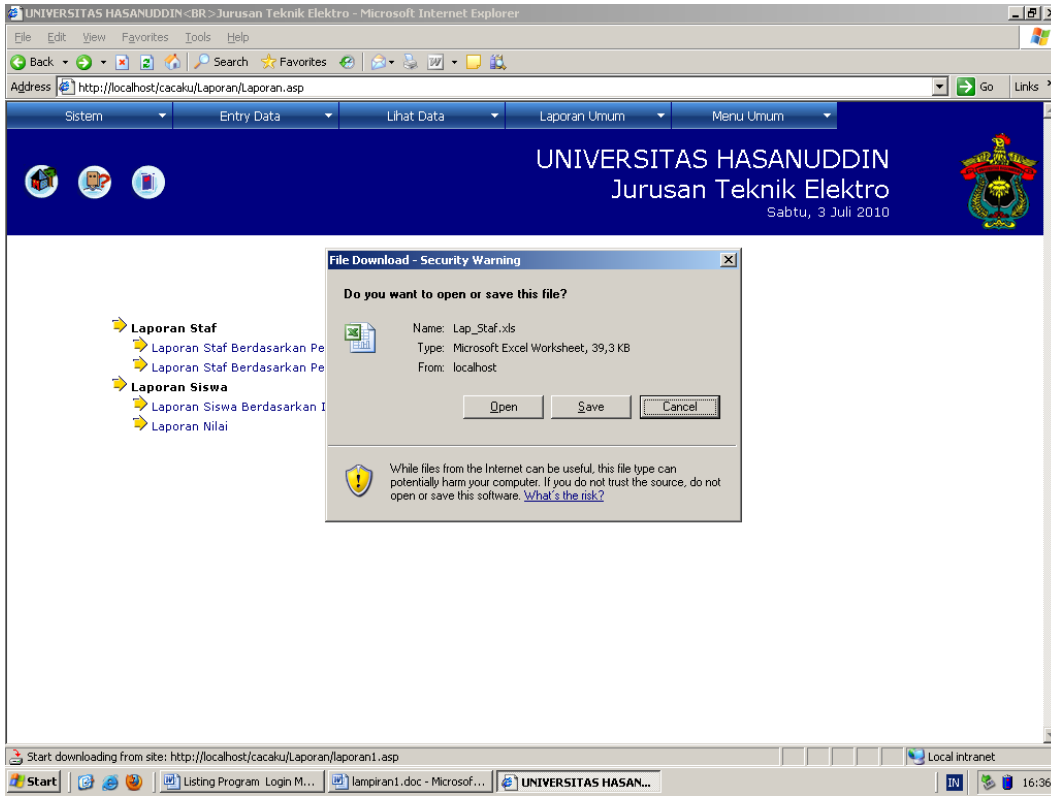 UNIVERSITAS HASANUDDIN<BR>Jurusan Teknik Elektro - Microsoft Internet Explorer
File Edit View Favorites Tools Help
Back Search Favorites
Address http://localhost/cacaku/Laporan/Laporan.asp Go Links
Sistem Entry Data Lihat Data Laporan Umum Menu Umum
UNIVERSITAS HASANUDDIN
Jurusan Teknik Elektro
Sabtu, 3 Juli 2010
File Download - Security Warning
Do you want to open or save this file?
Name: Lap_Staf.xls
Type: Microsoft Excel Worksheet, 39,3 KB
From: localhost
Open Save Cancel
While files from the Internet can be useful, this file type can
potentially harm your computer. If you do not trust the source, do not
open or save this software. What's the risk?
Laporan Staf
Laporan Staf Berdasarkan Pe
Laporan Staf Berdasarkan Pe
Laporan Siswa
Laporan Siswa Berdasarkan I
Laporan Nilai
Start downloading from site: http://localhost/cacaku/Laporan/laporan1.asp Local intranet
Start Listing Program Login M... lampiran1.doc - Microsof... UNIVERSITAS HASAN... IN 16:36